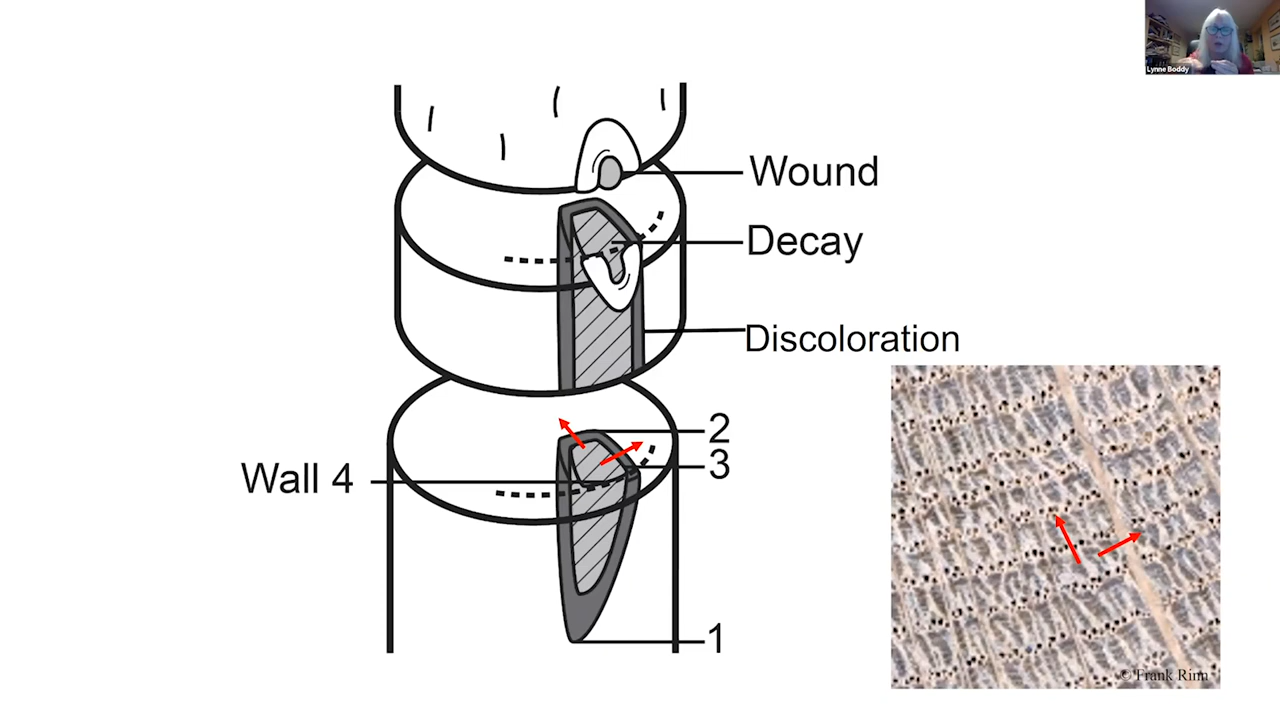 Lynne Boddy
Wound
Decay
Discoloration
2
3
Wall 4
1
© Frank Rinn